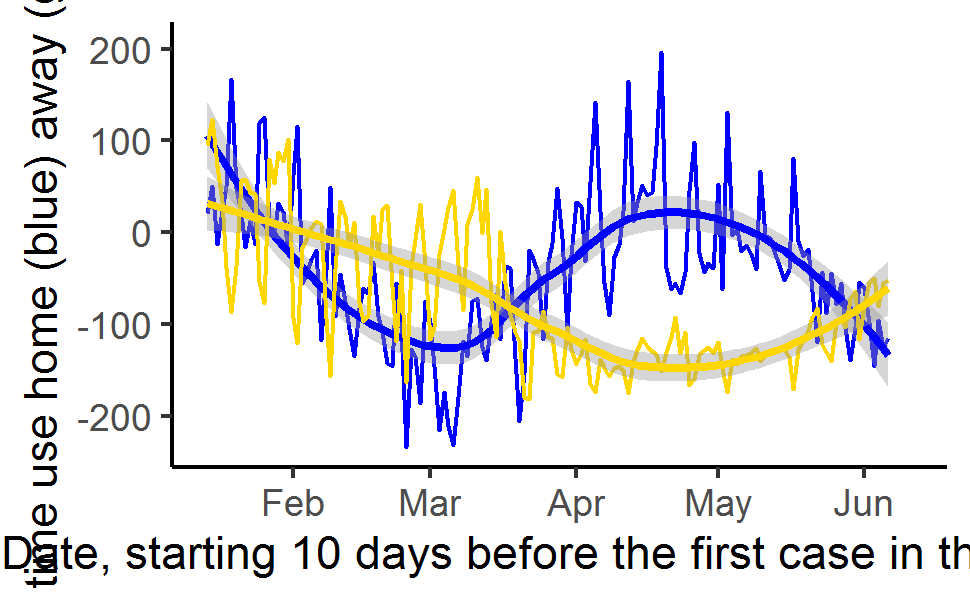 time use home (blue) away (
200
100
0
-100
-200
Feb Mar Apr May Jun
Date, starting 10 days before the first case in th